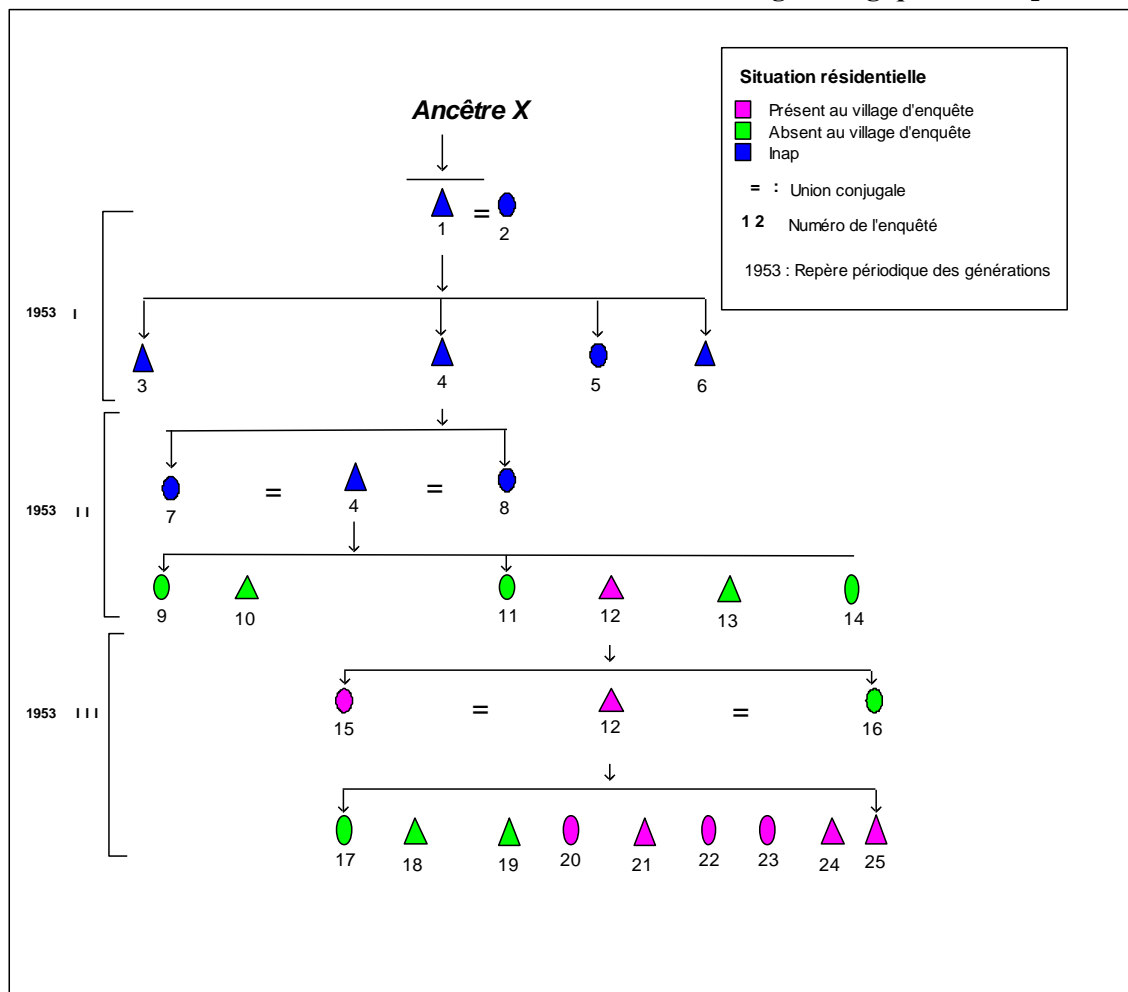 Situation résidentielle
Présent au village d'enquête
Absent au village d'enquête
Inap
= : Union conjugale
1 2 Numéro de l'enquêté
1953 : Repère périodique des générations
Ancêtre X
1 = 2
1953 I
3 4 5 6
1953 I I
7 = 4 = 8
9 10 11 12 13 14
1953 I I I
15 = 12 = 16
17 18 19 20 21 22 23 24 25